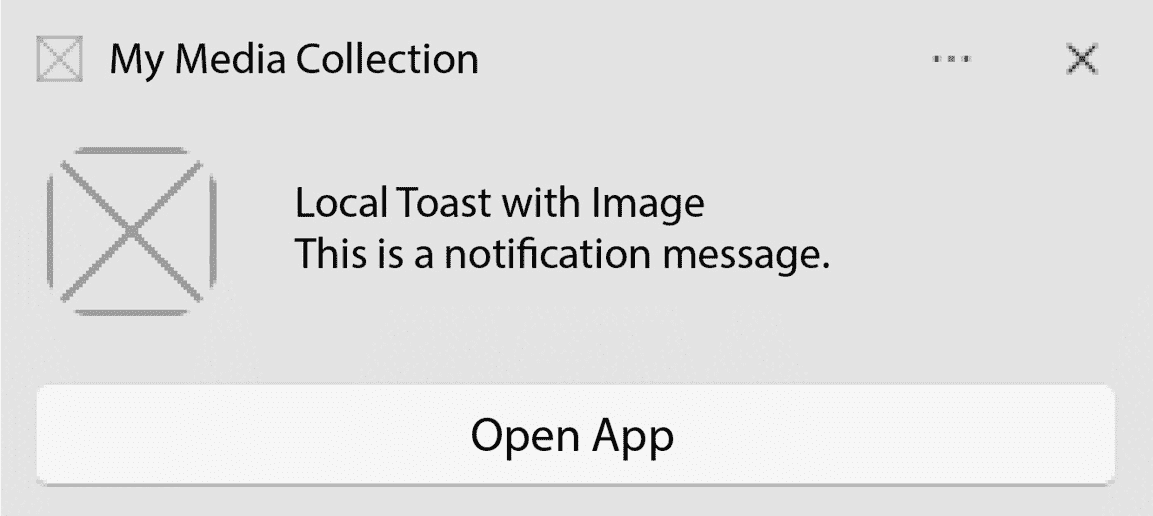 My Media Collection
Local Toast with Image
This is a notification message.
Open App